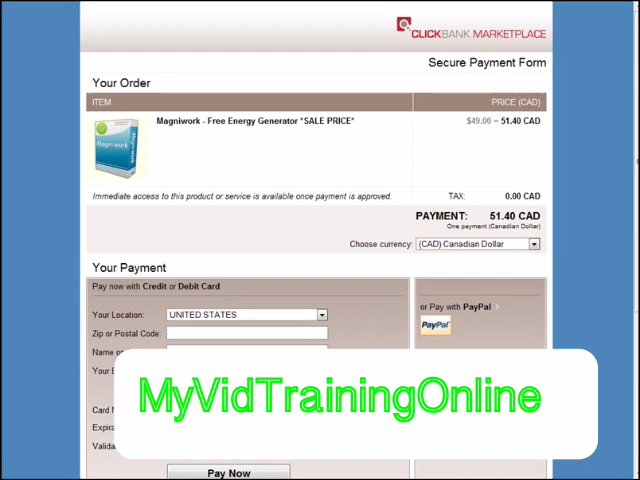 CLICKBANK MARKETPLACE
Secure Payment Form
Your Order
ITEM PRICE (CAD)
Magniwork - Free Energy Generator *SALE PRICE* $49.00 = 51.40 CAD
Magniwork
Immediate access to this product or service is available once payment is approved. TAX: 0.00 CAD
PAYMENT: 51.40 CAD
One payment (Canadian Dollar)
Choose currency: (CAD) Canadian Dollar
Your Payment
Pay now with Credit or Debit Card
Your Location: UNITED STATES
or Pay with PayPal
PayPal
Zip or Postal Code:
Name
Your
MyVidTrainingOnline
Card
Pay Now